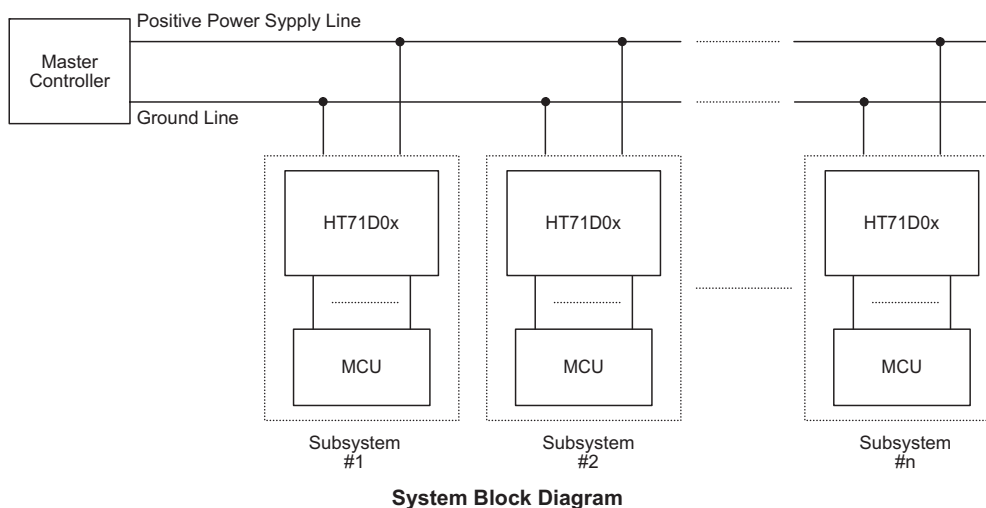 Positive Power Sypply Line
Master
Controller
Ground Line
HT71D0x
HT71D0x
HT71D0x
MCU
MCU
MCU
Subsystem
#1
Subsystem
#2
Subsystem
#n
System Block Diagram